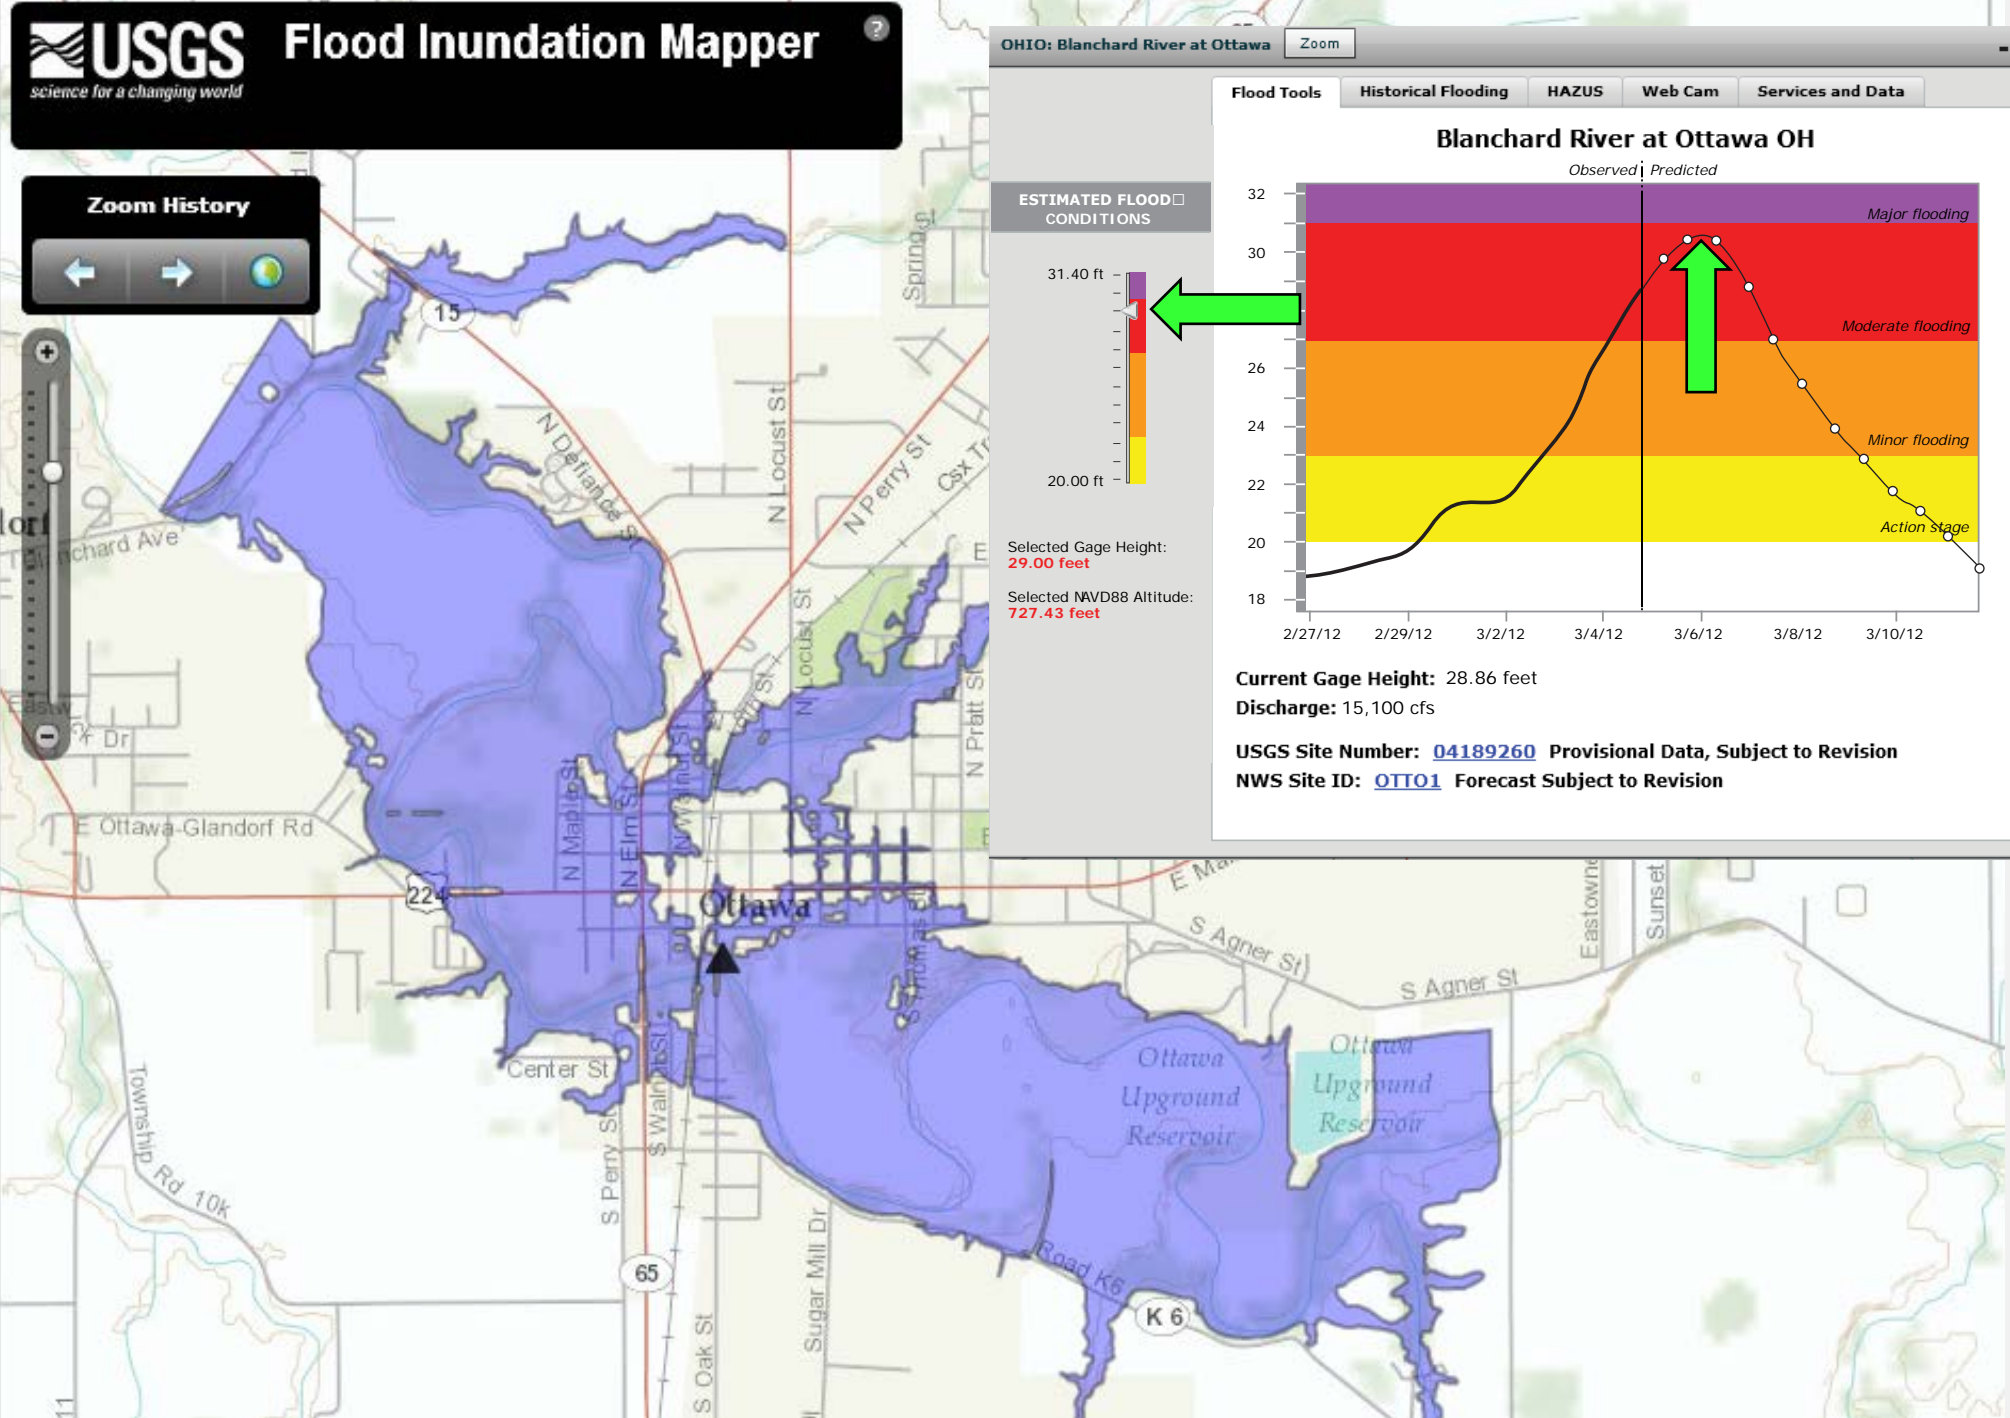 USGS
science for a changing world
Flood Inundation Mapper
?
Zoom History
OHIO: Blanchard River at Ottawa
Zoom
Flood Tools
Historical Flooding
HAZUS
Web Cam
Services and Data
ESTIMATED FLOOD
CONDITIONS
31.40 ft
20.00 ft
Selected Gage Height:
29.00 feet
Selected NAVD88 Altitude:
727.43 feet
Blanchard River at Ottawa OH
Observed
Predicted
32
30
26
24
22
20
18
Major flooding
Moderate flooding
Minor flooding
Action stage
2/27/12
2/29/12
3/2/12
3/4/12
3/6/12
3/8/12
3/10/12
Current Gage Height: 28.86 feet
Discharge: 15,100 cfs
USGS Site Number: 04189260 Provisional Data, Subject to Revision
NWS Site ID: OTTO1 Forecast Subject to Revision
15
N Defiance St
N Locust St
N Perry St
Csx Tr
Spring
N Locust St
N Pratt St
Blanchard Ave
Dr
E Ottawa-Glandorf Rd
224
N Maple St
N Elm St
N Walnut St
Ottawa
S Thomas St
E Ma
S Agner St
S Agner St
Eastowne
Sunset
Center St
S Walnut St
S Perry St
Township Rd 10k
65
S Oak St
Sugar Mill Dr
Road K6
K 6
Ottawa
Upground
Reservoir
Ottawa
Upground
Reservoir
11